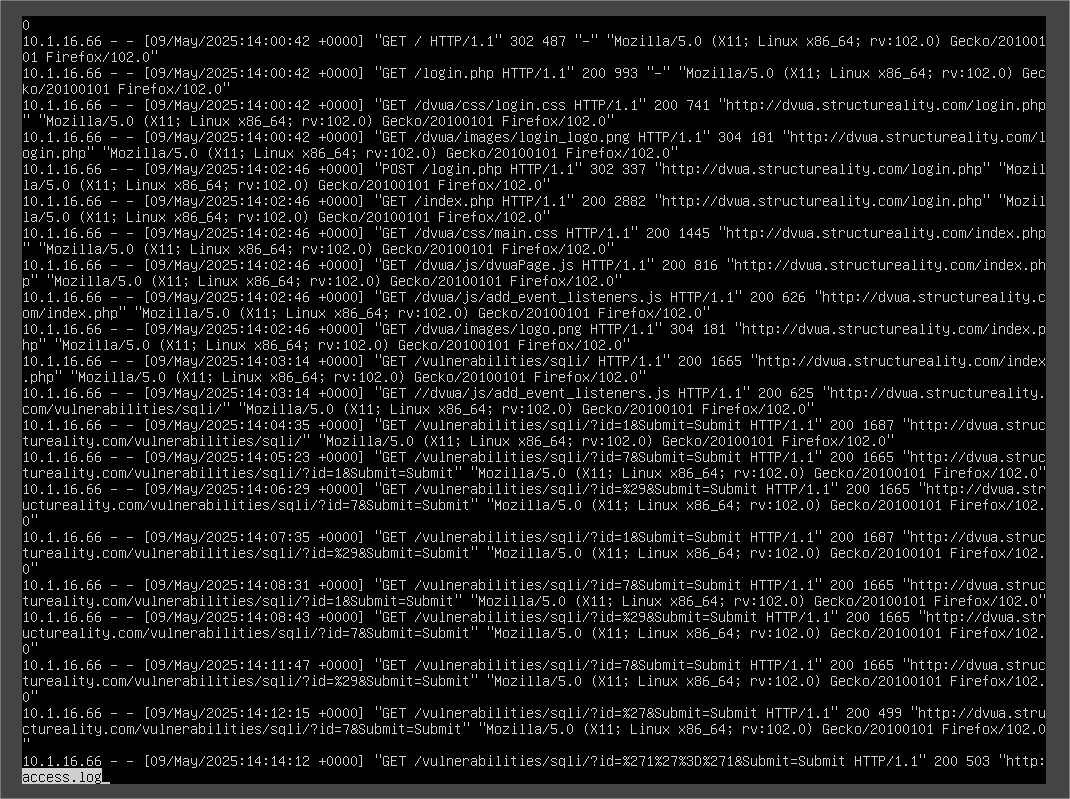 0
10.1.16.66 - - [09/May/2025:14:00:42 +0000] "GET / HTTP/1.1" 302 487 "-" "Mozilla/5.0 (X11; Linux x86_64; rv:102.0) Gecko/201001
01 Firefox/102.0"
10.1.16.66 - - [09/May/2025:14:00:42 +0000] "GET /login.php HTTP/1.1" 200 993 "-" "Mozilla/5.0 (X11; Linux x86_64; rv:102.0) Gec
ko/20100101 Firefox/102.0"
10.1.16.66 - - [09/May/2025:14:00:42 +0000] "GET /dvwa/css/login.css HTTP/1.1" 200 741 "http://dvwa.structureality.com/login.php
" "Mozilla/5.0 (X11; Linux x86_64; rv:102.0) Gecko/20100101 Firefox/102.0"
10.1.16.66 - - [09/May/2025:14:00:42 +0000] "GET /dvwa/images/login_logo.png HTTP/1.1" 304 181 "http://dvwa.structureality.com/l
ogin.php" "Mozilla/5.0 (X11; Linux x86_64; rv:102.0) Gecko/20100101 Firefox/102.0"
10.1.16.66 - - [09/May/2025:14:02:46 +0000] "POST /login.php HTTP/1.1" 302 337 "http://dvwa.structureality.com/login.php" "Mozil
la/5.0 (X11; Linux x86_64; rv:102.0) Gecko/20100101 Firefox/102.0"
10.1.16.66 - - [09/May/2025:14:02:46 +0000] "GET /index.php HTTP/1.1" 200 2882 "http://dvwa.structureality.com/login.php" "Mozil
la/5.0 (X11; Linux x86_64; rv:102.0) Gecko/20100101 Firefox/102.0"
10.1.16.66 - - [09/May/2025:14:02:46 +0000] "GET /dvwa/css/main.css HTTP/1.1" 200 1445 "http://dvwa.structureality.com/index.php
" "Mozilla/5.0 (X11; Linux x86_64; rv:102.0) Gecko/20100101 Firefox/102.0"
10.1.16.66 - - [09/May/2025:14:02:46 +0000] "GET /dvwa/js/dvwaPage.js HTTP/1.1" 200 816 "http://dvwa.structureality.com/index.ph
p" "Mozilla/5.0 (X11; Linux x86_64; rv:102.0) Gecko/20100101 Firefox/102.0"
10.1.16.66 - - [09/May/2025:14:02:46 +0000] "GET /dvwa/js/add_event_listeners.js HTTP/1.1" 200 626 "http://dvwa.structureality.c
om/index.php" "Mozilla/5.0 (X11; Linux x86_64; rv:102.0) Gecko/20100101 Firefox/102.0"
10.1.16.66 - - [09/May/2025:14:02:46 +0000] "GET /dvwa/images/logo.png HTTP/1.1" 304 181 "http://dvwa.structureality.com/index.p
hp" "Mozilla/5.0 (X11; Linux x86_64; rv:102.0) Gecko/20100101 Firefox/102.0"
10.1.16.66 - - [09/May/2025:14:03:14 +0000] "GET /vulnerabilities/sqli/ HTTP/1.1" 200 1665 "http://dvwa.structureality.com/index
.php" "Mozilla/5.0 (X11; Linux x86_64; rv:102.0) Gecko/20100101 Firefox/102.0"
10.1.16.66 - - [09/May/2025:14:03:14 +0000] "GET //dvwa/js/add_event_listeners.js HTTP/1.1" 200 625 "http://dvwa.structureality.
com/vulnerabilities/sqli/" "Mozilla/5.0 (X11; Linux x86_64; rv:102.0) Gecko/20100101 Firefox/102.0"
10.1.16.66 - - [09/May/2025:14:04:35 +0000] "GET /vulnerabilities/sqli/?id=1&Submit=Submit HTTP/1.1" 200 1687 "http://dvwa.struc
tureality.com/vulnerabilities/sqli/" "Mozilla/5.0 (X11; Linux x86_64; rv:102.0) Gecko/20100101 Firefox/102.0"
10.1.16.66 - - [09/May/2025:14:05:23 +0000] "GET /vulnerabilities/sqli/?id=7&Submit=Submit HTTP/1.1" 200 1665 "http://dvwa.struc
tureality.com/vulnerabilities/sqli/?id=1&Submit=Submit" "Mozilla/5.0 (X11; Linux x86_64; rv:102.0) Gecko/20100101 Firefox/102.0"
10.1.16.66 - - [09/May/2025:14:06:29 +0000] "GET /vulnerabilities/sqli/?id=%29&Submit=Submit HTTP/1.1" 200 1665 "http://dvwa.str
uctureality.com/vulnerabilities/sqli/?id=7&Submit=Submit" "Mozilla/5.0 (X11; Linux x86_64; rv:102.0) Gecko/20100101 Firefox/102.
0"
10.1.16.66 - - [09/May/2025:14:07:35 +0000] "GET /vulnerabilities/sqli/?id=1&Submit=Submit HTTP/1.1" 200 1687 "http://dvwa.struc
tureality.com/vulnerabilities/sqli/?id=%29&Submit=Submit" "Mozilla/5.0 (X11; Linux x86_64; rv:102.0) Gecko/20100101 Firefox/102.
0"
10.1.16.66 - - [09/May/2025:14:08:31 +0000] "GET /vulnerabilities/sqli/?id=7&Submit=Submit HTTP/1.1" 200 1665 "http://dvwa.struc
tureality.com/vulnerabilities/sqli/?id=1&Submit=Submit" "Mozilla/5.0 (X11; Linux x86_64; rv:102.0) Gecko/20100101 Firefox/102.0"
10.1.16.66 - - [09/May/2025:14:08:43 +0000] "GET /vulnerabilities/sqli/?id=%29&Submit=Submit HTTP/1.1" 200 1665 "http://dvwa.str
uctureality.com/vulnerabilities/sqli/?id=7&Submit=Submit" "Mozilla/5.0 (X11; Linux x86_64; rv:102.0) Gecko/20100101 Firefox/102.
0"
10.1.16.66 - - [09/May/2025:14:11:47 +0000] "GET /vulnerabilities/sqli/?id=7&Submit=Submit HTTP/1.1" 200 1665 "http://dvwa.struc
tureality.com/vulnerabilities/sqli/?id=%29&Submit=Submit" "Mozilla/5.0 (X11; Linux x86_64; rv:102.0) Gecko/20100101 Firefox/102.
0"
10.1.16.66 - - [09/May/2025:14:12:15 +0000] "GET /vulnerabilities/sqli/?id=%27&Submit=Submit HTTP/1.1" 200 499 "http://dvwa.stru
ctureality.com/vulnerabilities/sqli/?id=7&Submit=Submit" "Mozilla/5.0 (X11; Linux x86_64; rv:102.0) Gecko/20100101 Firefox/102.0
"
10.1.16.66 - - [09/May/2025:14:14:12 +0000] "GET /vulnerabilities/sqli/?id=%271%27%3D%271&Submit=Submit HTTP/1.1" 200 503 "http:
access.log